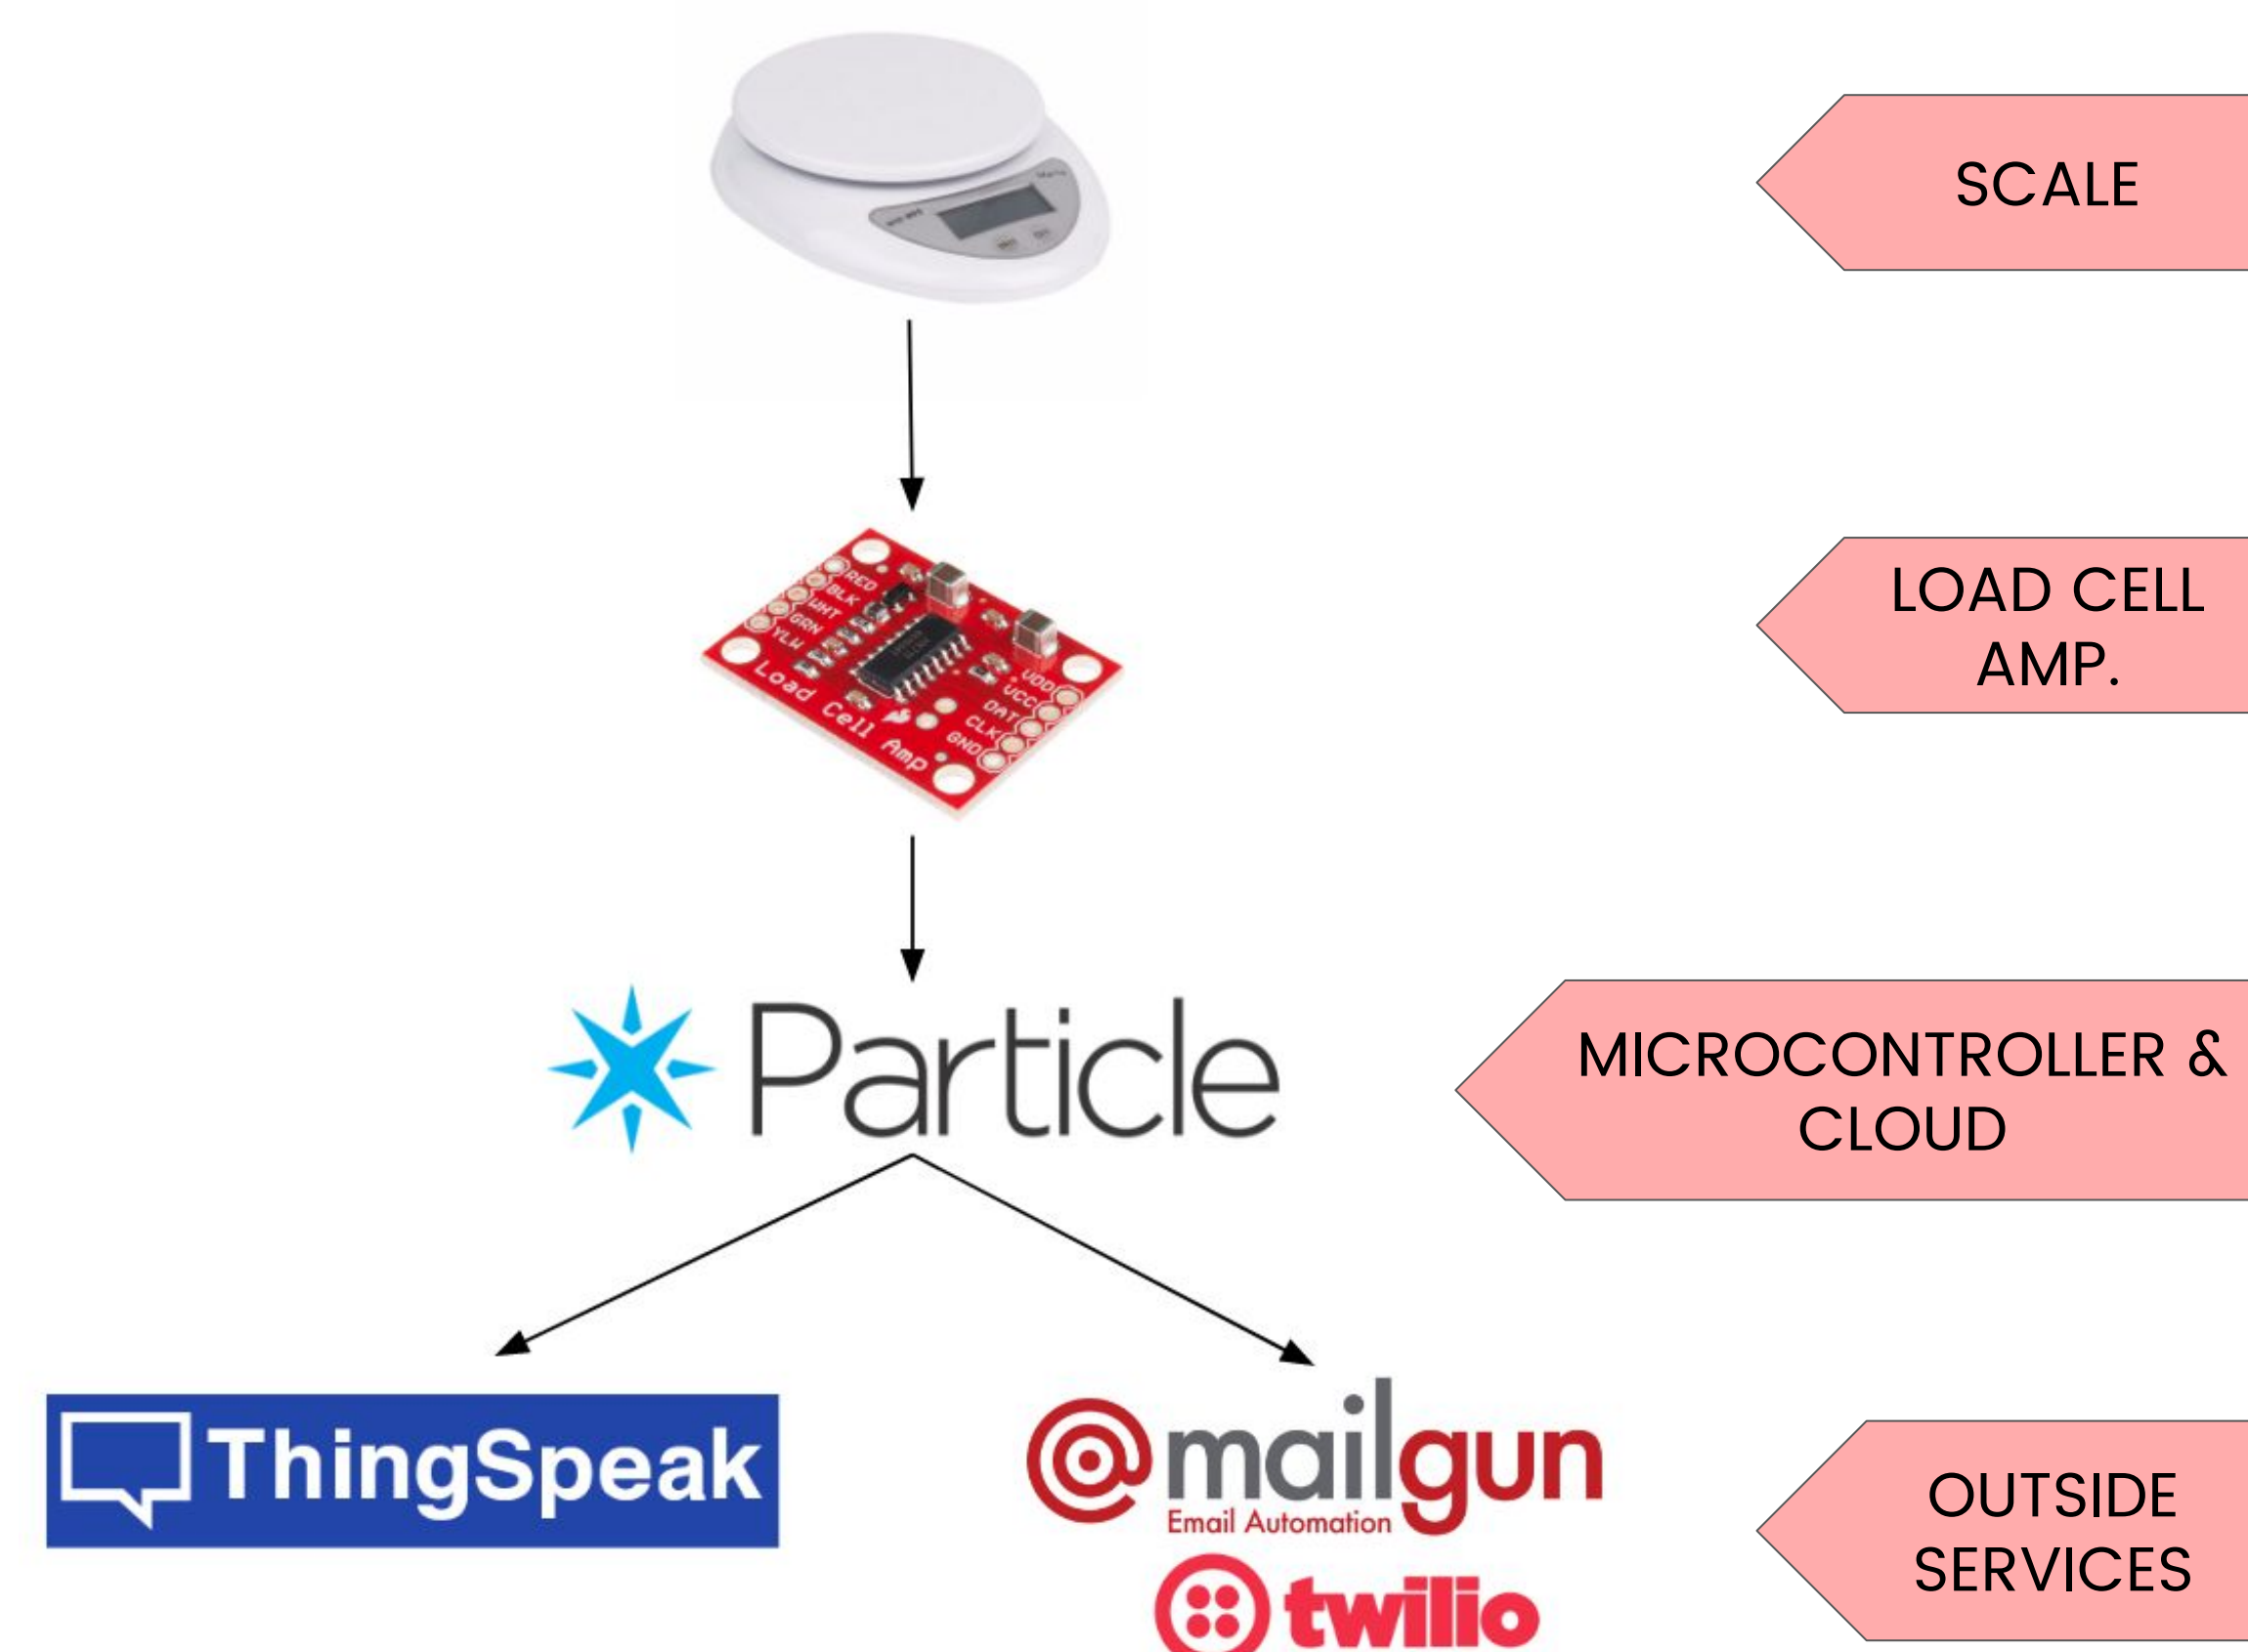 SCALE
LOAD CELL
AMP.
RED
BLK
WHT
GRN
YLW
Load Cell Amp
VDD
VCC
DAT
CLK
GND
Particle
MICROCONTROLLER &
CLOUD
ThingSpeak
@mailgun
Email Automation
twilio
OUTSIDE
SERVICES